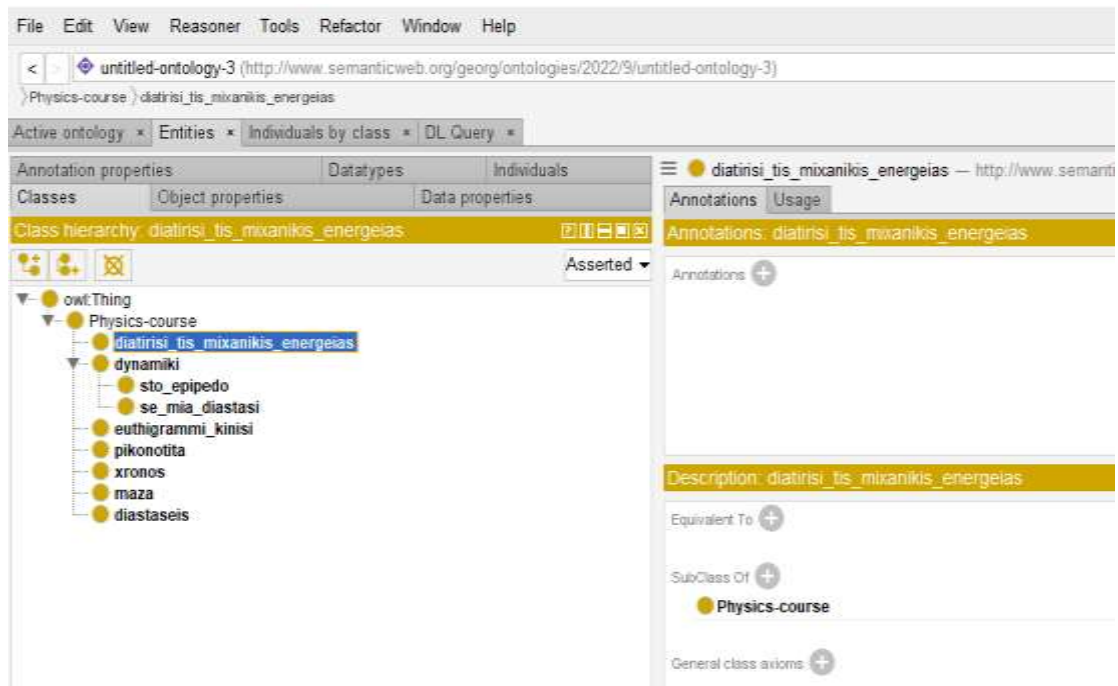 File Edit View Reasoner Tools Refactor Window Help
< > untitled-ontology-3 (http://www.semanticweb.org/georg/ontologies/2022/9/untitled-ontology-3)
Physics-course diatirisi_tis_mixanikis_energeias
Active ontology × Entities × Individuals by class × DL Query ×
Annotation properties Datatypes Individuals
Classes Object properties Data properties
Class hierarchy: diatirisi_tis_mixanikis_energeias
Asserted
owl:Thing
Physics-course
diatirisi_tis_mixanikis_energeias
dynamiki
sto_epipedo
se_mia_diastasi
euthigrammi_kinisi
pikonotita
xronos
maza
diastaseis
diatirisi_tis_mixanikis_energeias — http://www.semanti
Annotations Usage
Annotations: diatirisi_tis_mixanikis_energeias
Annotations
Description: diatirisi_tis_mixanikis_energeias
Equivalent To
SubClass Of
Physics-course
General class axioms